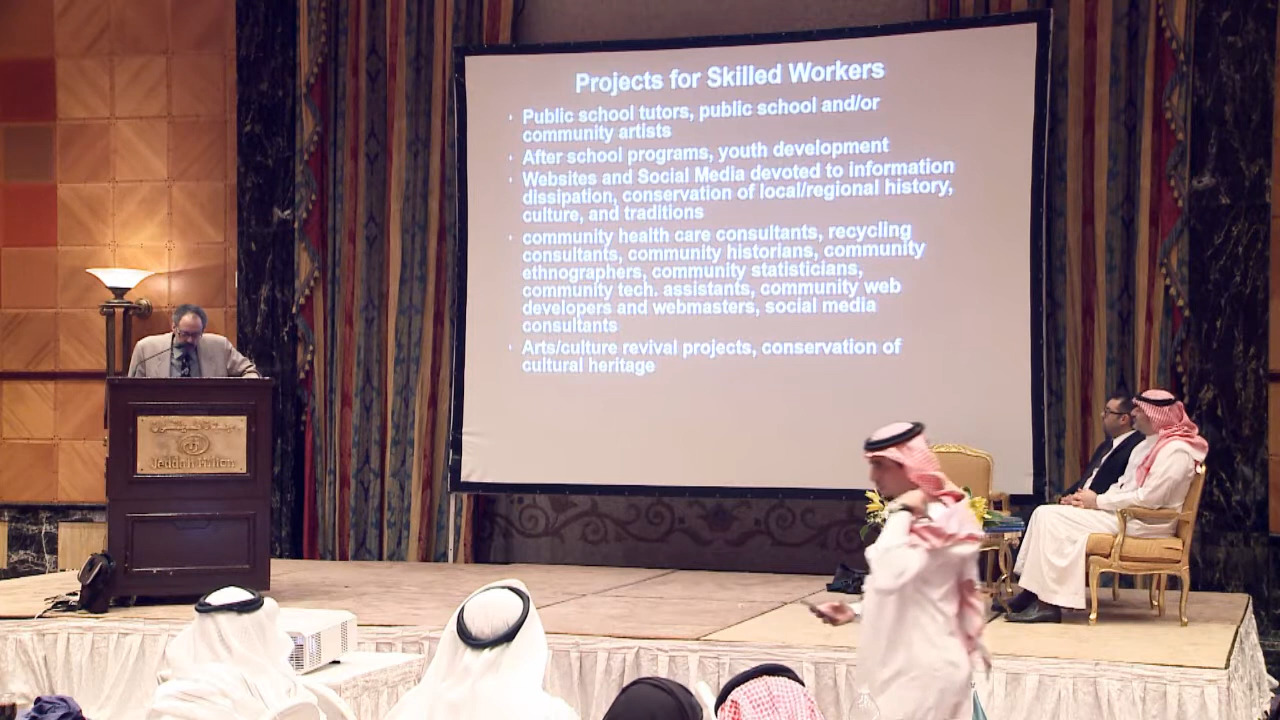 Projects for Skilled Workers
· Public school tutors, public school and/or
community artists
· After school programs, youth development
· Websites and Social Media devoted to information
dissipation, conservation of local/regional history,
culture, and traditions
· community health care consultants, recycling
consultants, community historians, community
ethnographers, community statisticians,
community tech. assistants, community web
developers and webmasters, social media
consultants
· Arts/culture revival projects, conservation of
cultural heritage
Jeddah Hilton